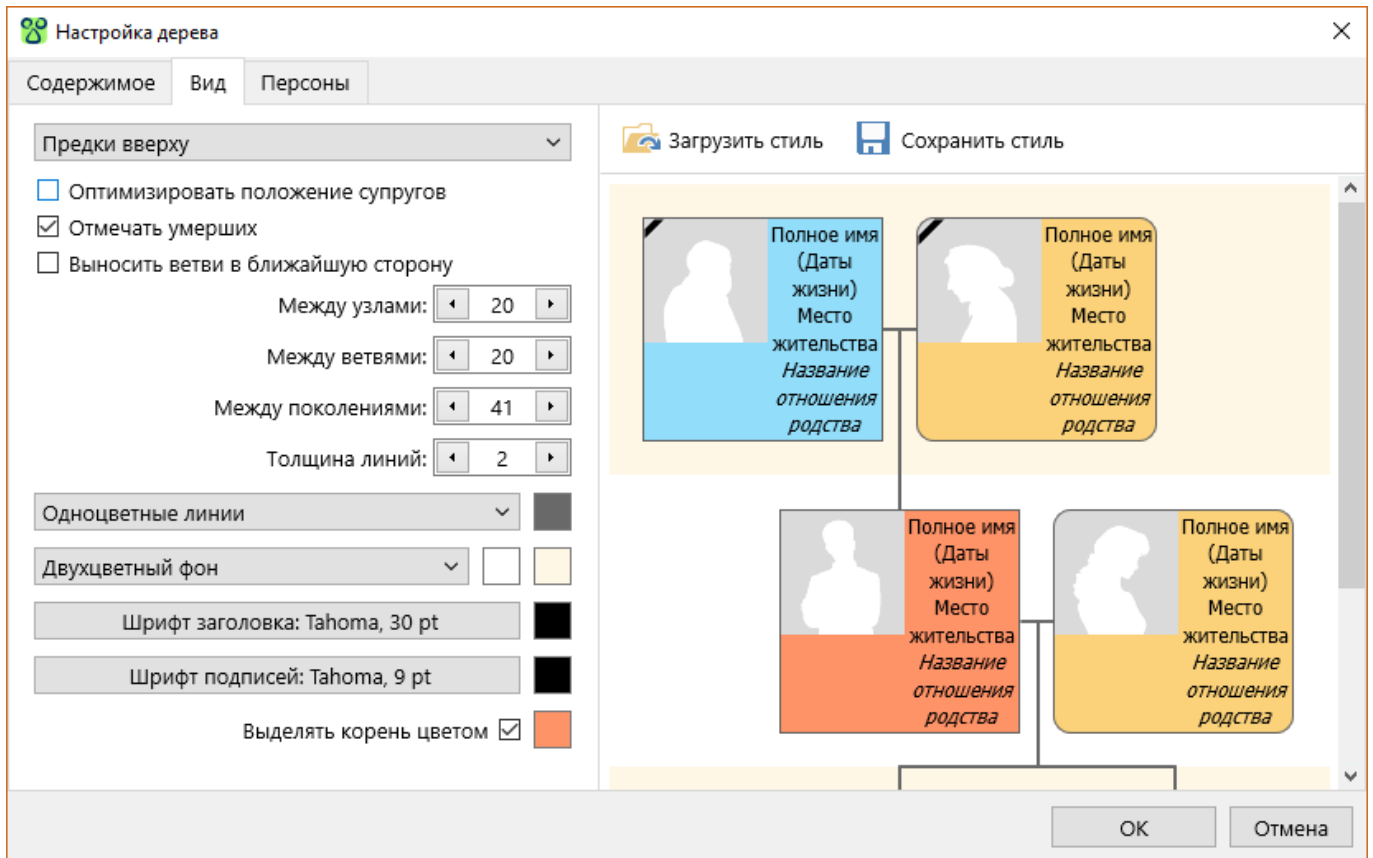 Настройка дерева
Содержимое Вид Персоны
Предки вверху
Оптимизировать положение супругов
Отмечать умерших
Выносить ветви в ближайшую сторону
Между узлами: 20
Между ветвями: 20
Между поколениями: 41
Толщина линий: 2
Одноцветные линии
Двухцветный фон
Шрифт заголовка: Tahoma, 30 pt
Шрифт подписей: Tahoma, 9 pt
Выделять корень цветом
Загрузить стиль Сохранить стиль
Полное имя
(Даты
жизни)
Место
жительства
Название
отношения
родства
Полное имя
(Даты
жизни)
Место
жительства
Название
отношения
родства
Полное имя
(Даты
жизни)
Место
жительства
Название
отношения
родства
Полное имя
(Даты
жизни)
Место
жительства
Название
отношения
родства
ОК Отмена